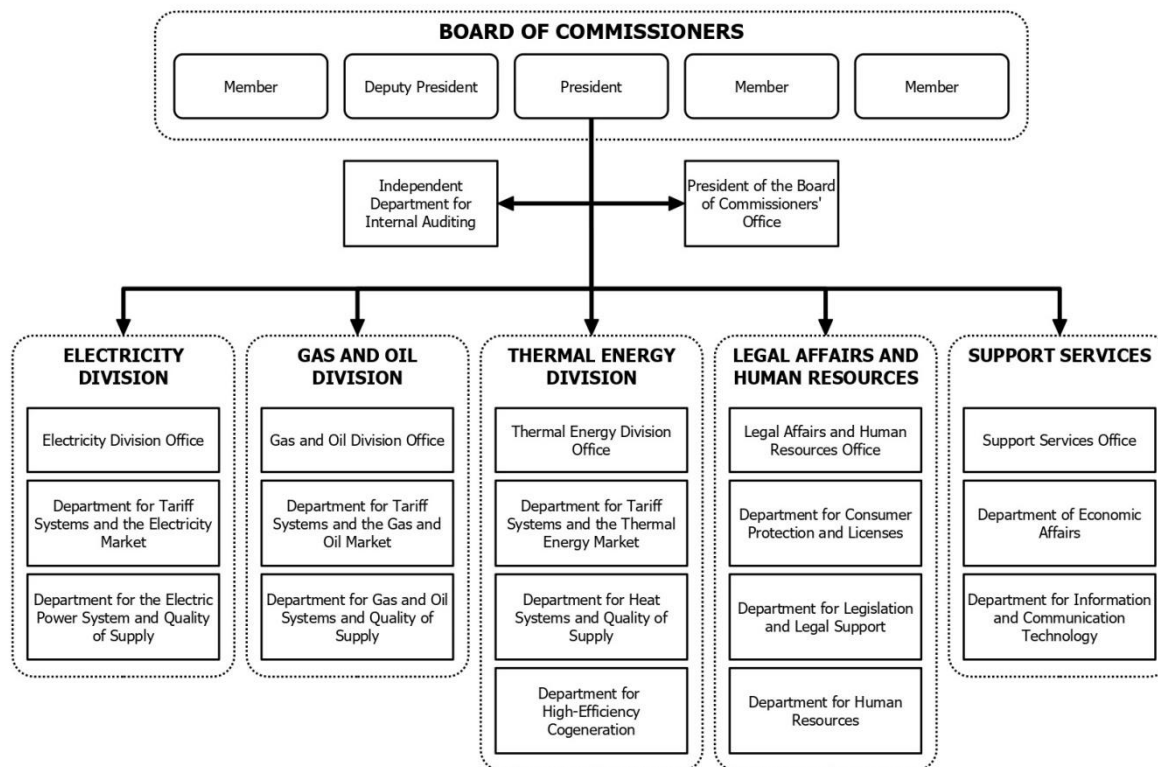 BOARD OF COMMISSIONERS
Member
Deputy President
President
Member
Member
Independent
Department for
Internal Auditing
President of the Board
of Commissioners'
Office
ELECTRICITY
DIVISION
Electricity Division Office
Department for Tariff
Systems and the Electricity
Market
Department for the Electric
Power System and Quality
of Supply
GAS AND OIL
DIVISION
Gas and Oil Division Office
Department for Tariff
Systems and the Gas and
Oil Market
Department for Gas and Oil
Systems and Quality of
Supply
THERMAL ENERGY
DIVISION
Thermal Energy Division
Office
Department for Tariff
Systems and the Thermal
Energy Market
Department for Heat
Systems and Quality of
Supply
Department for
High-Efficiency
Cogeneration
LEGAL AFFAIRS AND
HUMAN RESOURCES
Legal Affairs and Human
Resources Office
Department for Consumer
Protection and Licenses
Department for Legislation
and Legal Support
Department for Human
Resources
SUPPORT SERVICES
Support Services Office
Department of Economic
Affairs
Department for Information
and Communication
Technology